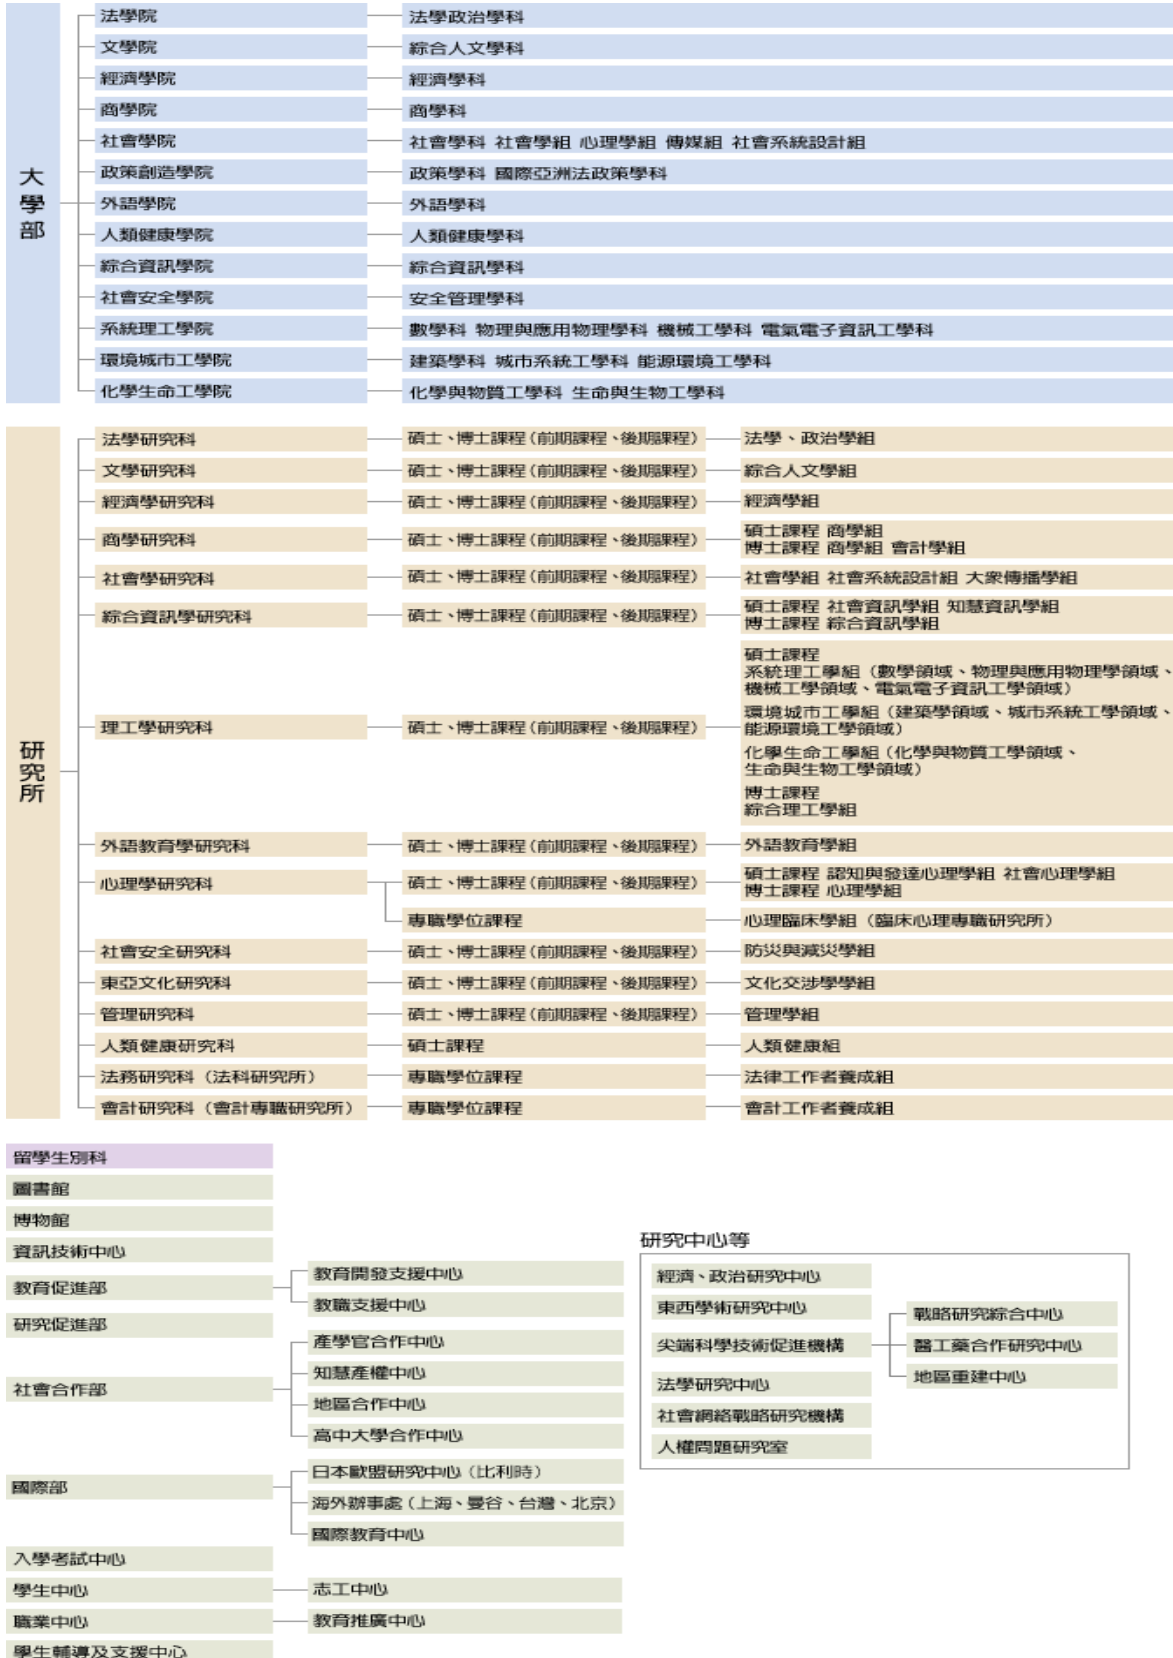 大學部
法學院 法學政治學科
文學院 綜合人文學科
經濟學院 經濟學科
商學院 商學科
社會學院 社會學科 社會學組 心理學組 傳媒組 社會系統設計組
政策創造學院 政策學科 國際亞洲法政策學科
外語學院 外語學科
人類健康學院 人類健康學科
綜合資訊學院 綜合資訊學科
社會安全學院 安全管理學科
系統理工學院 數學科 物理與應用物理學科 機械工學科 電氣電子資訊工學科
環境城市工學院 建築學科 城市系統工學科 能源環境工學科
化學生命工學院 化學與物質工學科 生命與生物工學科
研究所
法學研究科 碩士、博士課程(前期課程、後期課程) 法學、政治學組
文學研究科 碩士、博士課程(前期課程、後期課程) 綜合人文學組
經濟學研究科 碩士、博士課程(前期課程、後期課程) 經濟學組
商學研究科 碩士、博士課程(前期課程、後期課程) 碩士課程 商學組
博士課程 商學組 會計學組
社會學研究科 碩士、博士課程(前期課程、後期課程) 社會學組 社會系統設計組 大眾傳播學組
綜合資訊學研究科 碩士、博士課程(前期課程、後期課程) 碩士課程 社會資訊學組 知慧資訊學組
博士課程 綜合資訊學組
理工學研究科 碩士、博士課程(前期課程、後期課程) 碩士課程
系統理工學組(數學領域、物理與應用物理學領域、
機械工學領域、電氣電子資訊工學領域)
環境城市工學組(建築學領域、城市系統工學領域、
能源環境工學領域)
化學生命工學組(化學與物質工學領域、
生命與生物工學領域)
博士課程
綜合理工學組
外語教育學研究科 碩士、博士課程(前期課程、後期課程) 外語教育學組
心理學研究科 碩士、博士課程(前期課程、後期課程) 碩士課程 認知與發達心理學組 社會心理學組
博士課程 心理學組
專職學位課程 心理臨床學組(臨床心理專職研究所)
社會安全研究科 碩士、博士課程(前期課程、後期課程) 防災與減災學組
東亞文化研究科 碩士、博士課程(前期課程、後期課程) 文化交涉學學組
管理研究科 碩士、博士課程(前期課程、後期課程) 管理學組
人類健康研究科 碩士課程 人類健康組
法務研究科(法科研究所) 專職學位課程 法律工作者養成組
會計研究科(會計專職研究所) 專職學位課程 會計工作者養成組
留學生別科
圖書館
博物館
資訊技術中心
教育促進部
教育開發支援中心
教職支援中心
研究促進部
社會合作部
產學官合作中心
知慧產權中心
地區合作中心
高中大學合作中心
國際部
日本歐盟研究中心(比利時)
海外辦事處(上海、曼谷、台灣、北京)
國際教育中心
入學考試中心
學生中心 志工中心
職業中心 教育推廣中心
學生輔導及支援中心
研究中心等
經濟、政治研究中心
東西學術研究中心
尖端科學技術促進機構
戰略研究綜合中心
醫工藥合作研究中心
地區重建中心
法學研究中心
社會網絡戰略研究機構
人權問題研究室